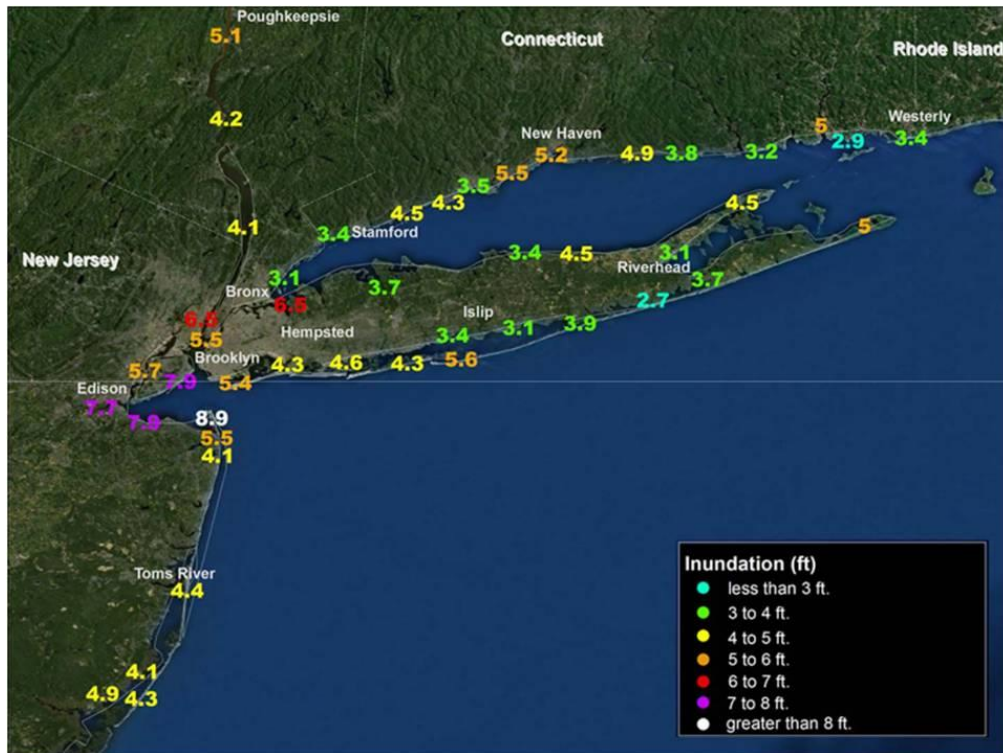 Poughkeepsie
5.1
Connecticut
Rhode Island
4.2
Westerly
5
New Haven
3.4
2.9
5.2
4.9
3.8
3.2
5.5
3.5
4.3
4.5
4.5
Stamford
3.4
4.1
5
New Jersey
3.4
4.5
3.1
Riverhead
3.1
3.7
3.7
Bronx
6.5
2.7
Islip
6.5
3.9
Hempsted
3.1
3.4
5.5
Brooklyn
5.6
4.3
4.6
4.3
5.7
7.9
5.4
Edison
7.7
7.9
8.9
5.5
4.1
Toms River
4.4
4.1
4.9
4.3
Inundation (ft)
less than 3 ft.
3 to 4 ft.
4 to 5 ft.
5 to 6 ft.
6 to 7 ft.
7 to 8 ft.
greater than 8 ft.